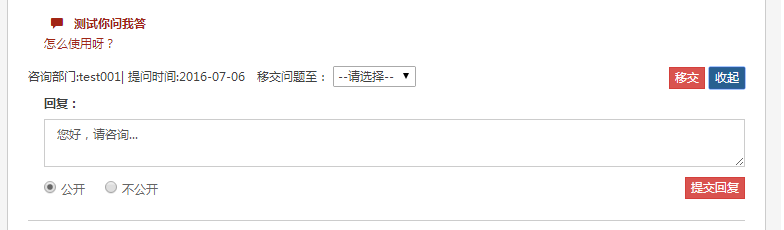 测试你问我答
怎么使用呀？
咨询部门:test001| 提问时间:2016-07-06 移交问题至： --请选择-- 移交 收起
回复：
您好，请咨询...
公开 不公开 提交回复